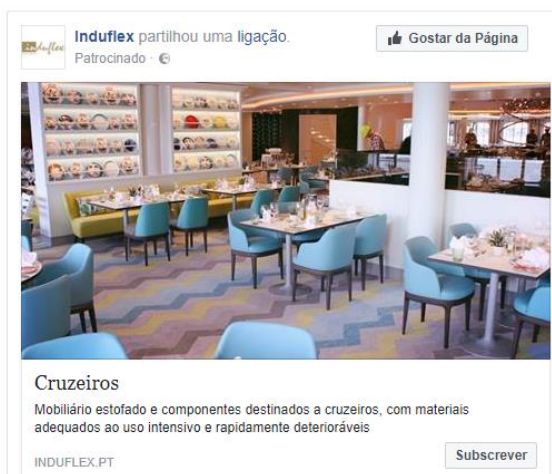 Induflex partilhou uma ligação.
Gostar da Página
Patrocinado ·
induflex
Cruzeiros
Mobiliário estofado e componentes destinados a cruzeiros, com materiais
adequados ao uso intensivo e rapidamente deterioráveis
INDUFLEX.PT
Subscrever